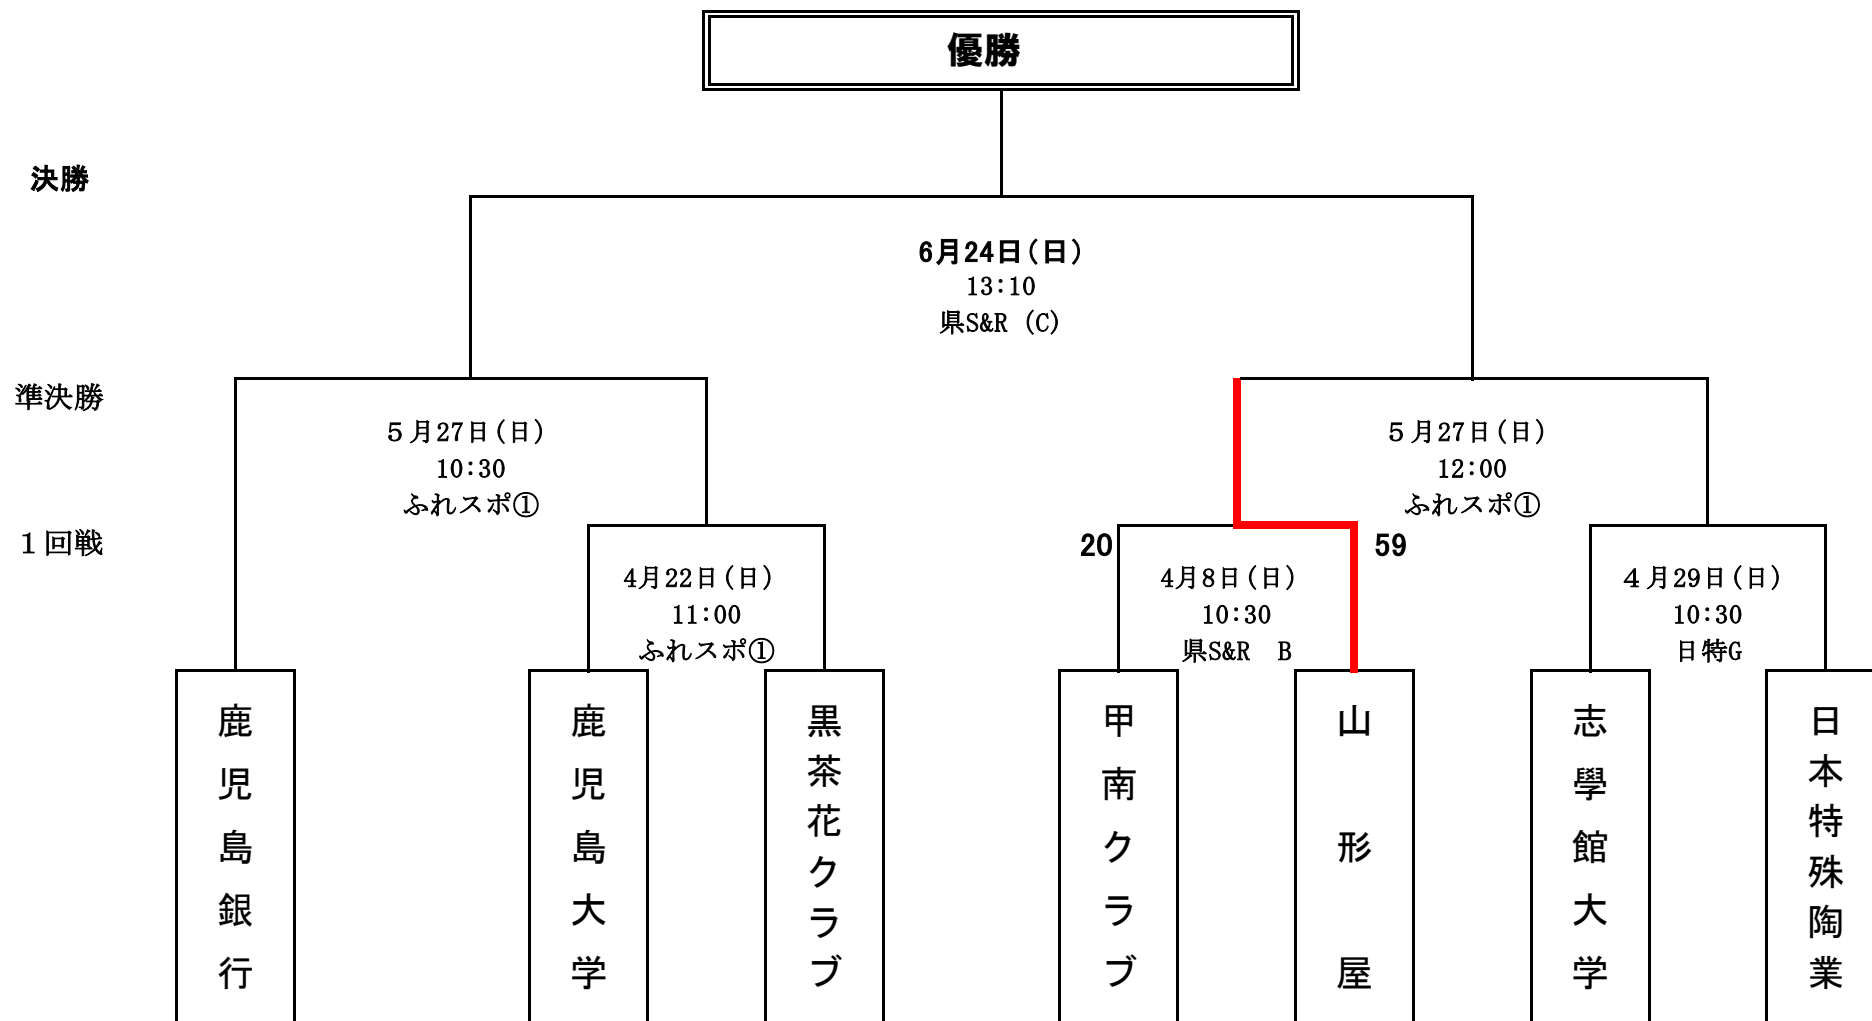 優勝
決勝
6月24日(日)
13:10
県S&R (C)
準決勝
５月27日(日)
10:30
ふれスポ①
５月27日(日)
12:00
ふれスポ①
１回戦
4月22日(日)
11:00
ふれスポ①
20
59
4月8日(日)
10:30
県S&R　B
４月29日(日)
10:30
日特G
鹿児島銀行
鹿児島大学
黒茶花クラブ
甲南クラブ
山形屋
志學館大学
日本特殊陶業